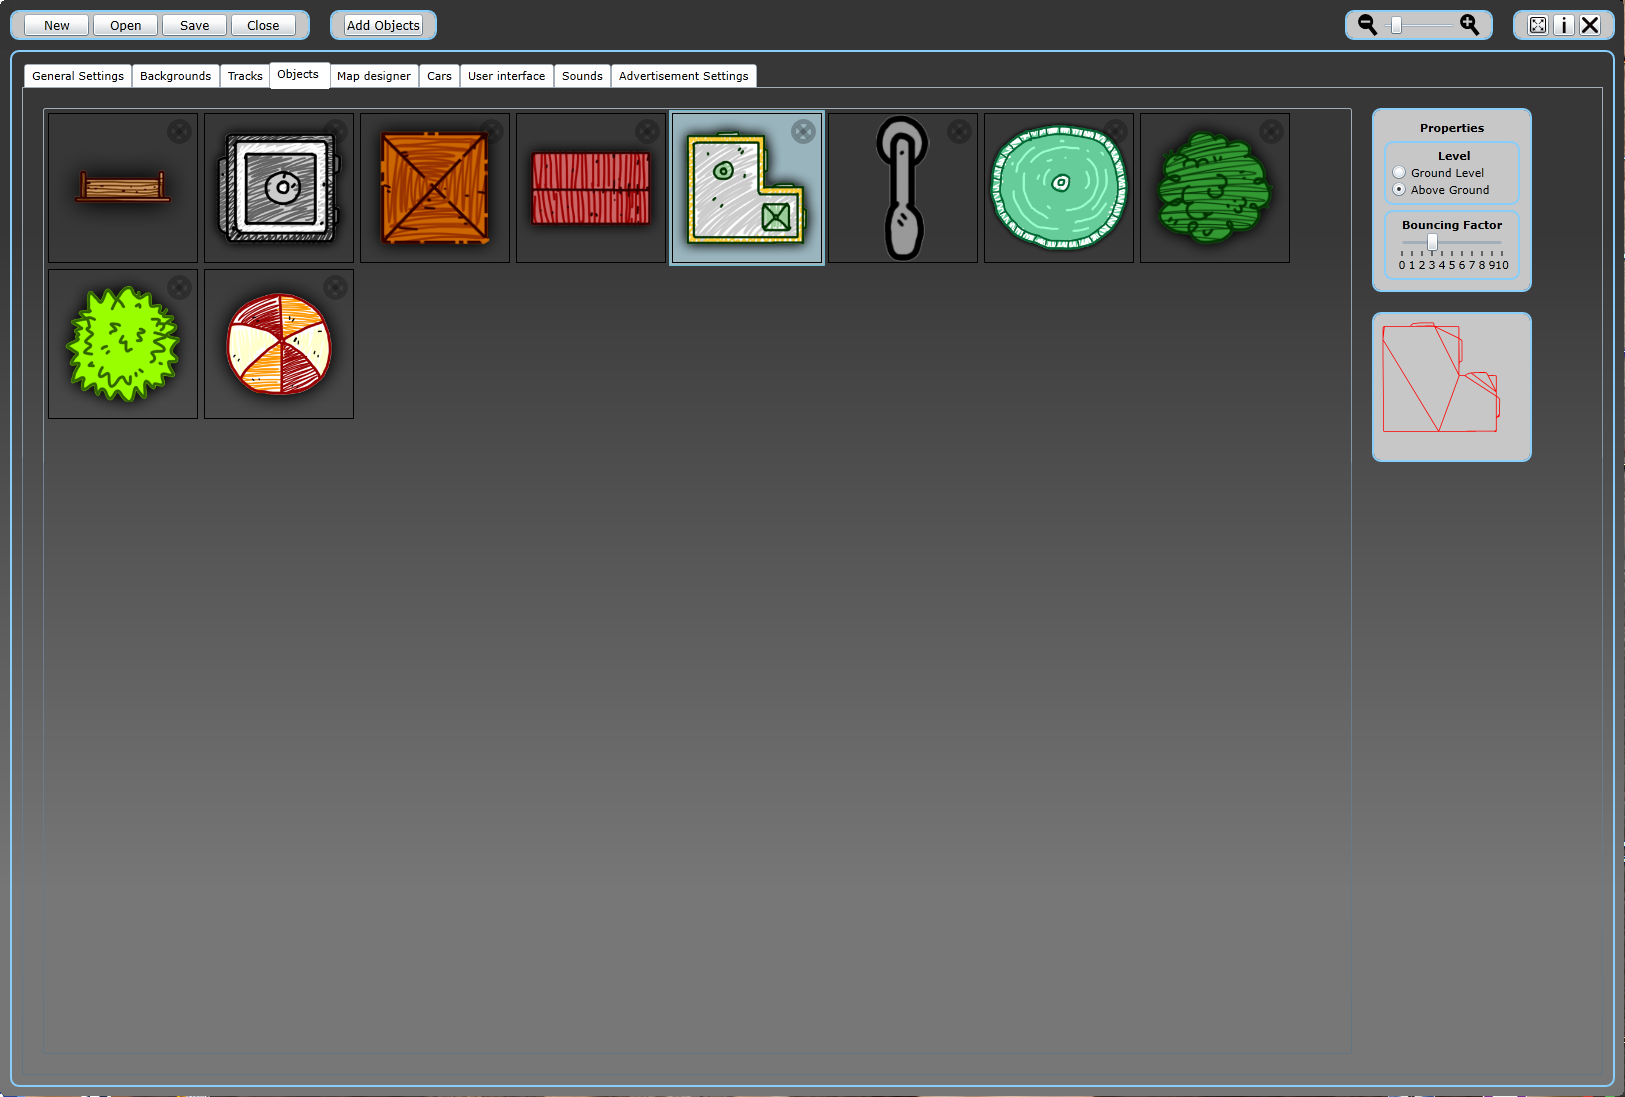 New Open Save Close Add Objects
General Settings Backgrounds Tracks Objects Map designer Cars User interface Sounds Advertisement Settings
Properties
Level
Ground Level
Above Ground
Bouncing Factor
0 1 2 3 4 5 6 7 8 9 10